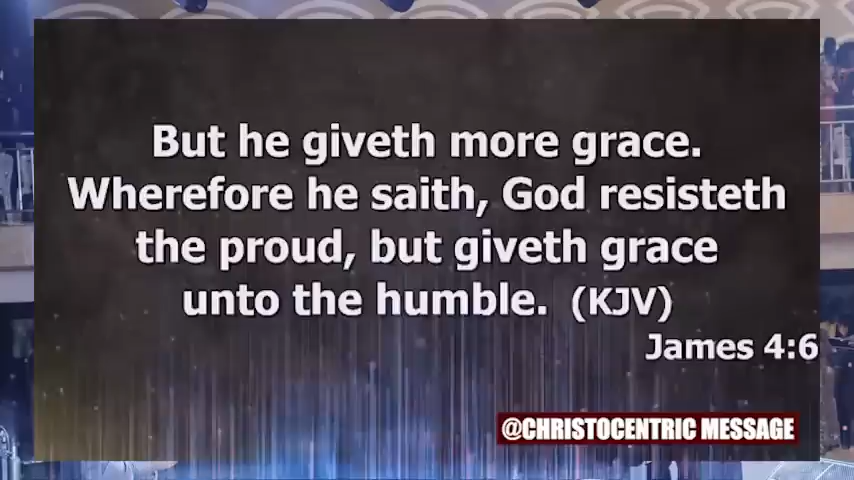 But he giveth more grace.
Wherefore he saith, God resisteth
the proud, but giveth grace
unto the humble. (KJV)
James 4:6
@CHRISTOCENTRIC MESSAGE